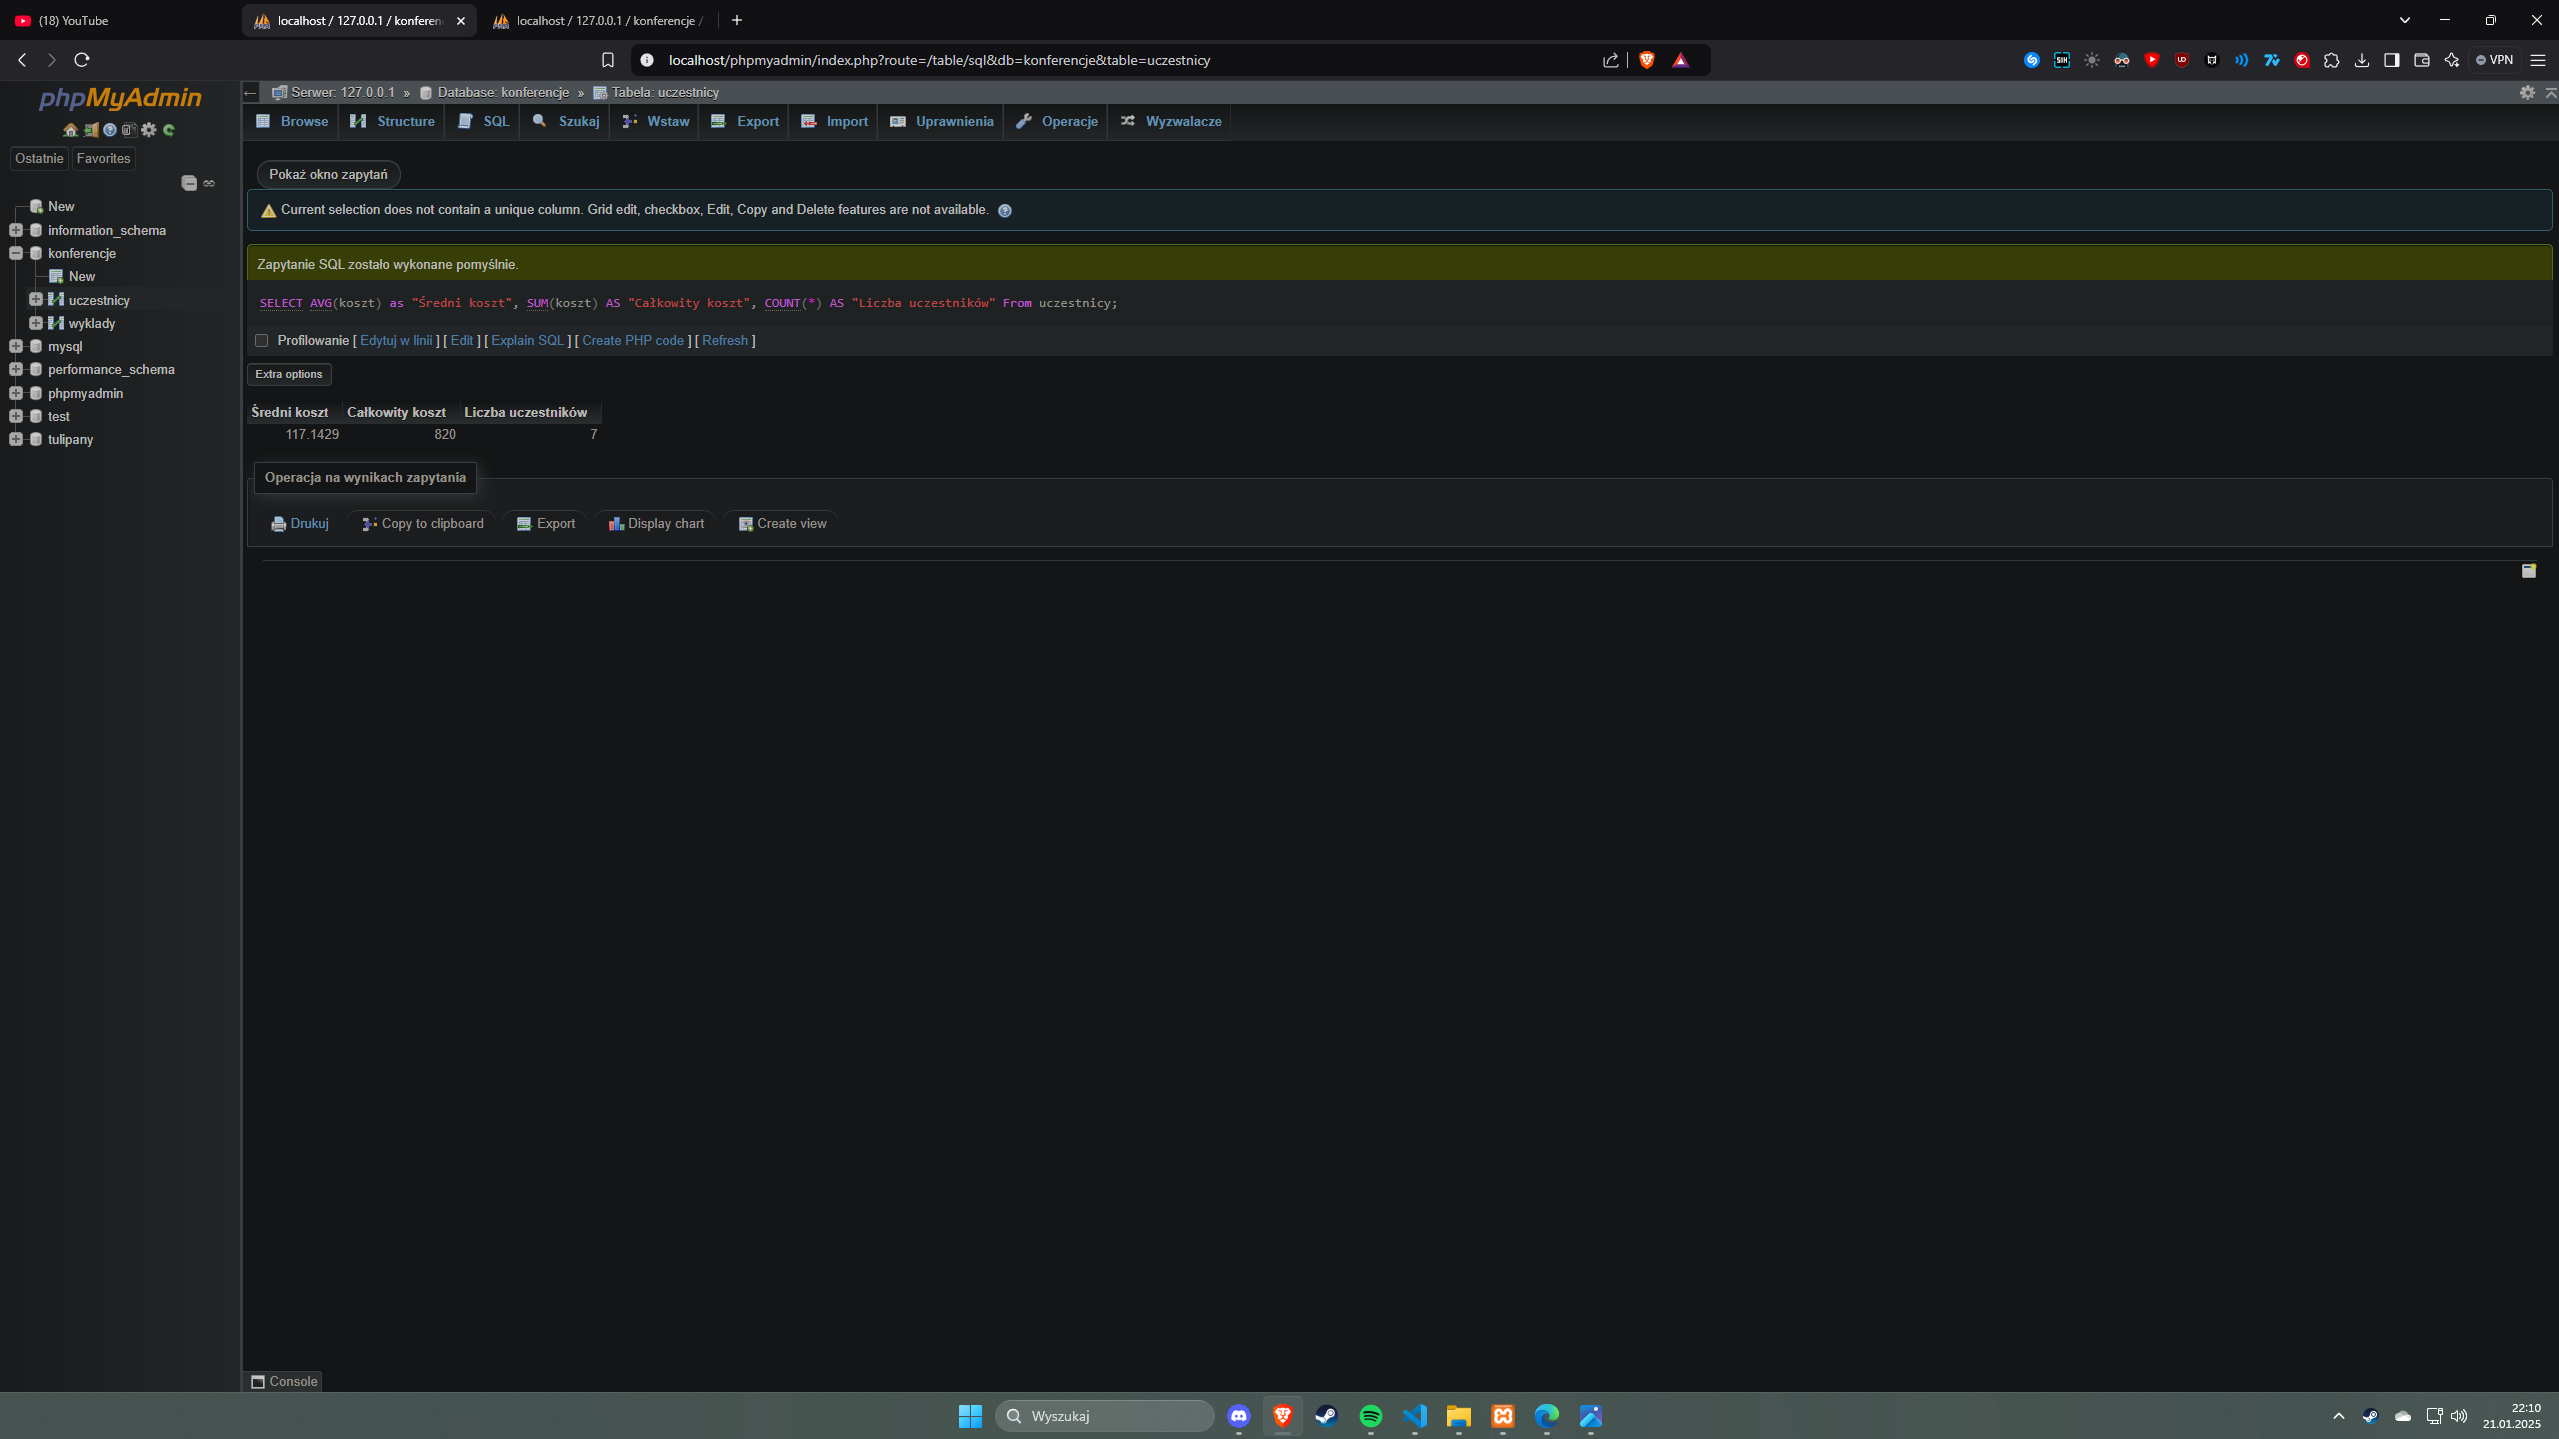 (18) YouTube
localhost / 127.0.0.1 / konferen
localhost / 127.0.0.1 / konferencje /
localhost/phpmyadmin/index.php?route=/table/sql&db=konferencje&table=uczestnicy
VPN
phpMyAdmin
Ostatnie Favorites
New
information_schema
konferencje
New
uczestnicy
wyklady
mysql
performance_schema
phpmyadmin
test
tulipany
Serwer: 127.0.0.1 » Database: konferencje » Tabela: uczestnicy
Browse Structure SQL Szukaj Wstaw Export Import Uprawnienia Operacje Wyzwalacze
Pokaż okno zapytań
Current selection does not contain a unique column. Grid edit, checkbox, Edit, Copy and Delete features are not available.
Zapytanie SQL zostało wykonane pomyślnie.
SELECT AVG(koszt) as "Średni koszt", SUM(koszt) AS "Całkowity koszt", COUNT(*) AS "Liczba uczestników" From uczestnicy;
Profilowanie [ Edytuj w linii ] [ Edit ] [ Explain SQL ] [ Create PHP code ] [ Refresh ]
Extra options
Średni koszt Całkowity koszt Liczba uczestników
117.1429 820 7
Operacja na wynikach zapytania
Drukuj Copy to clipboard Export Display chart Create view
Console
Wyszukaj
22:10
21.01.2025